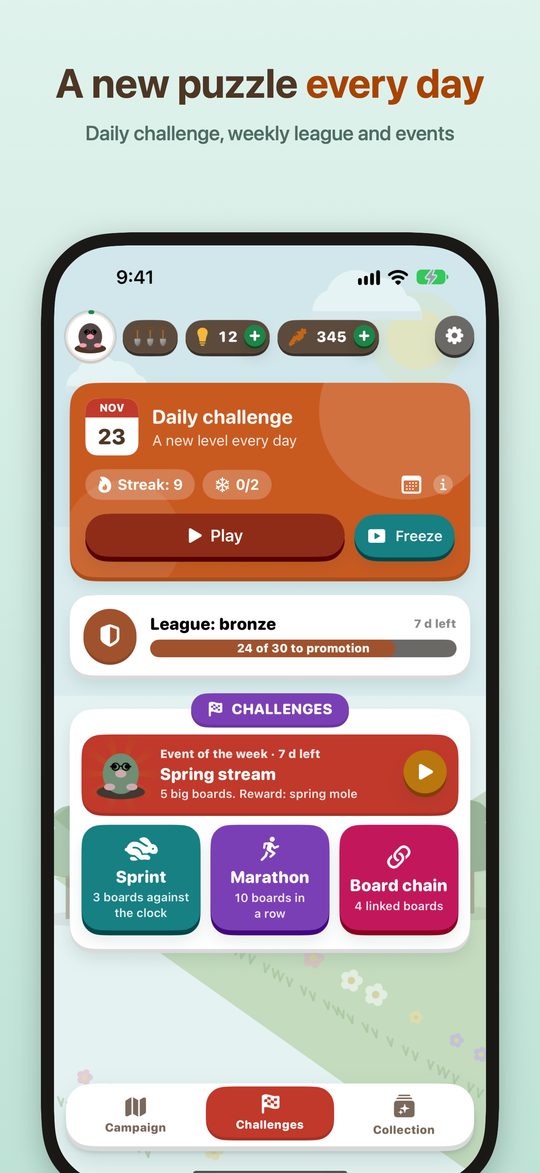 A new puzzle every day
Daily challenge, weekly league and events
9:41
12
345
NOV
23
Daily challenge
A new level every day
Streak: 9
0/2
Play
Freeze
League: bronze
7 d left
24 of 30 to promotion
CHALLENGES
Event of the week · 7 d left
Spring stream
5 big boards. Reward: spring mole
Sprint
3 boards against
the clock
Marathon
10 boards in
a row
Board chain
4 linked boards
Campaign
Challenges
Collection